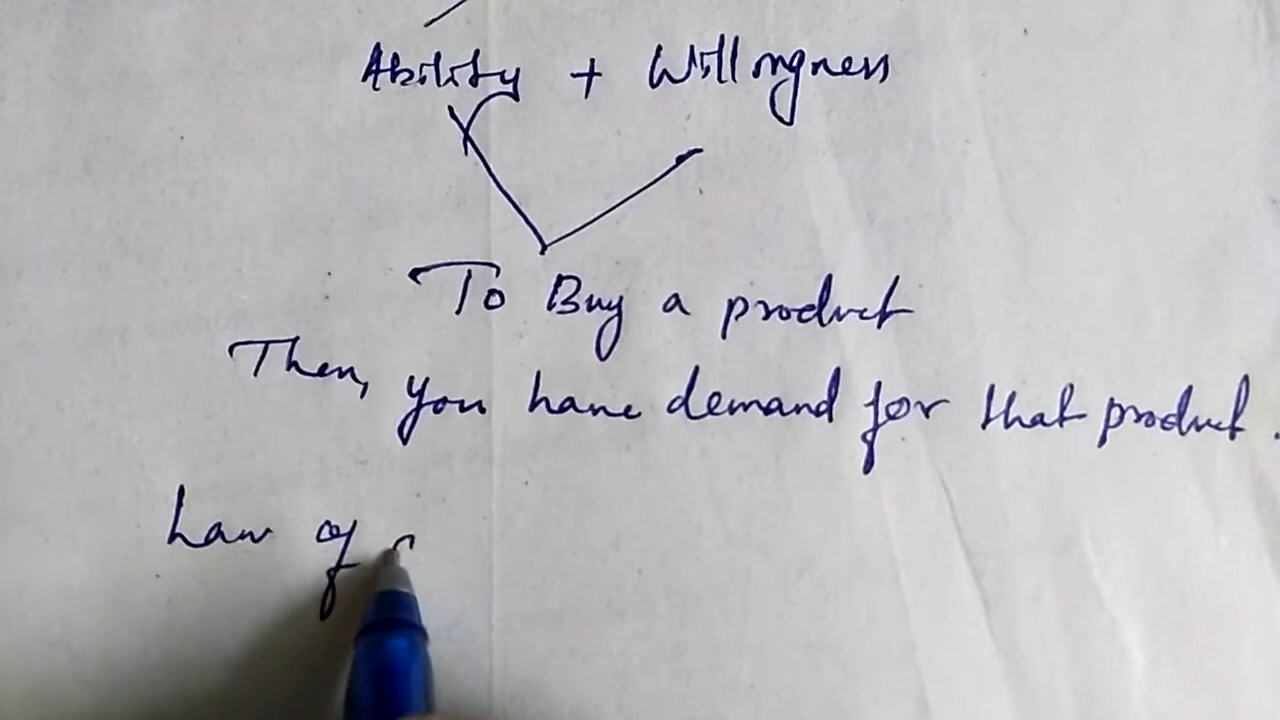 Ability + Willingness
To Buy a product
Then, you have demand for that product.
Law of